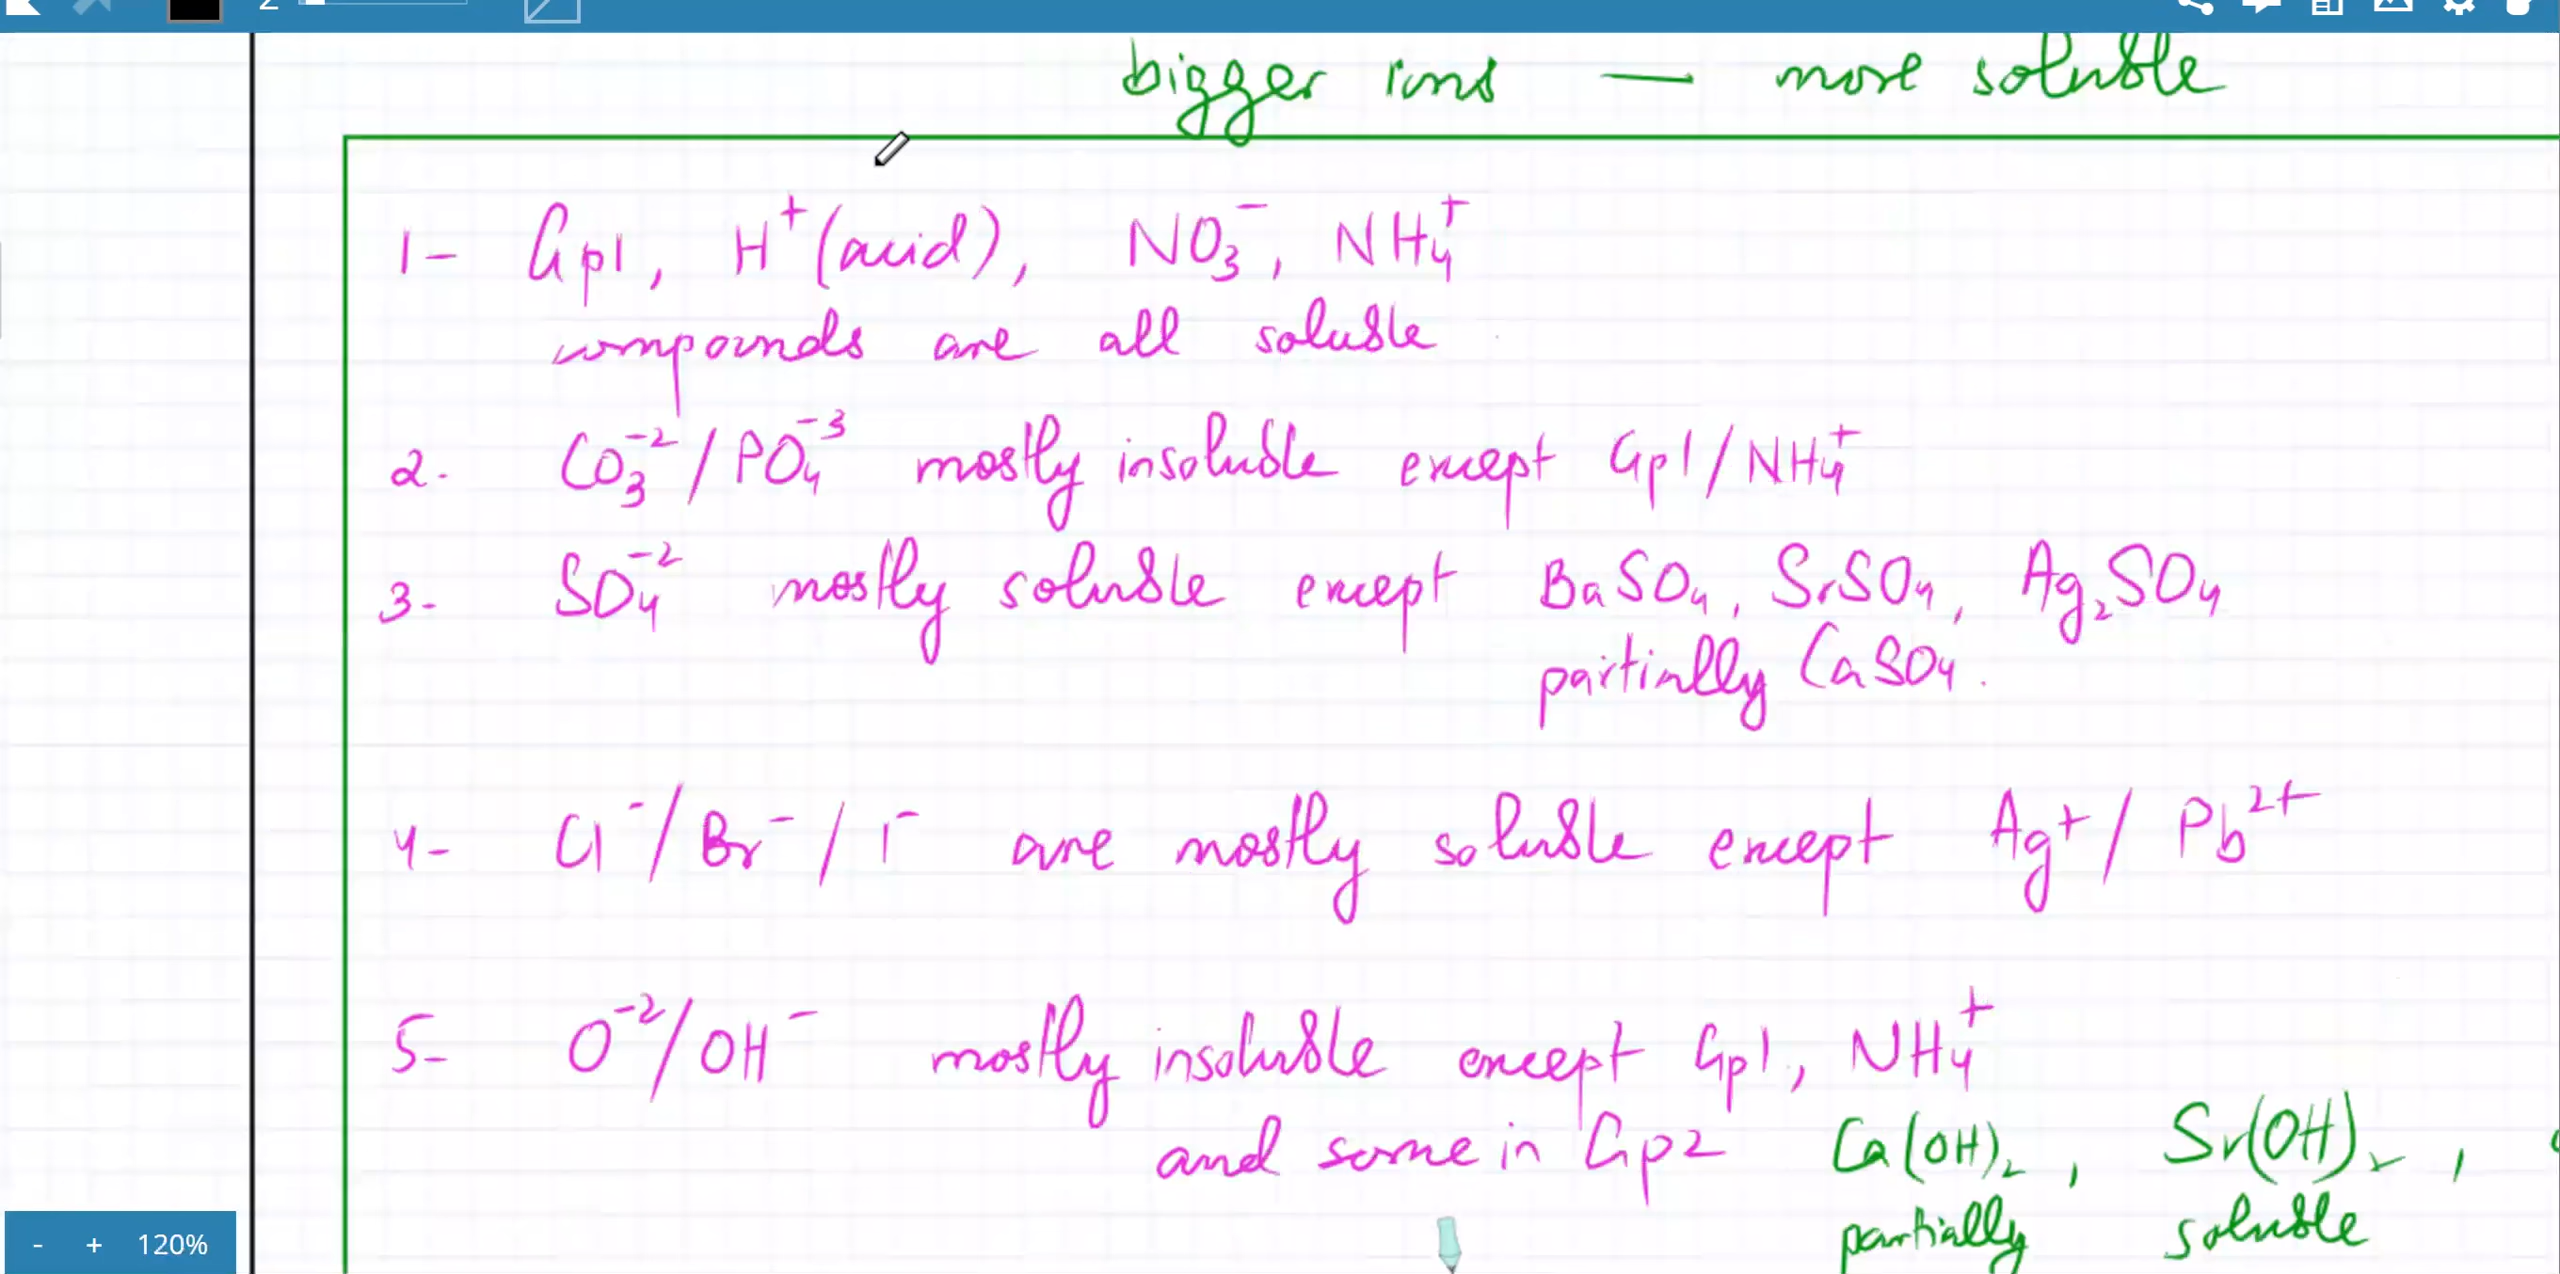 2
bigger ions — more soluble
1- Gp1, H⁺(acid), NO₃⁻, NH₄⁺
compounds are all soluble
2. CO₃⁻² / PO₄⁻³ mostly insoluble except Gp1/NH₄⁺
3- SO₄⁻² mostly soluble except BaSO₄, SrSO₄, Ag₂SO₄
partially CaSO₄.
4- Cl⁻/Br⁻/I⁻ are mostly soluble except Ag⁺/Pb²⁺
5- O⁻²/OH⁻ mostly insoluble except Gp1, NH₄⁺
and some in Gp2 Ca(OH)₂, Sr(OH)₂,
partially soluble
- + 120%